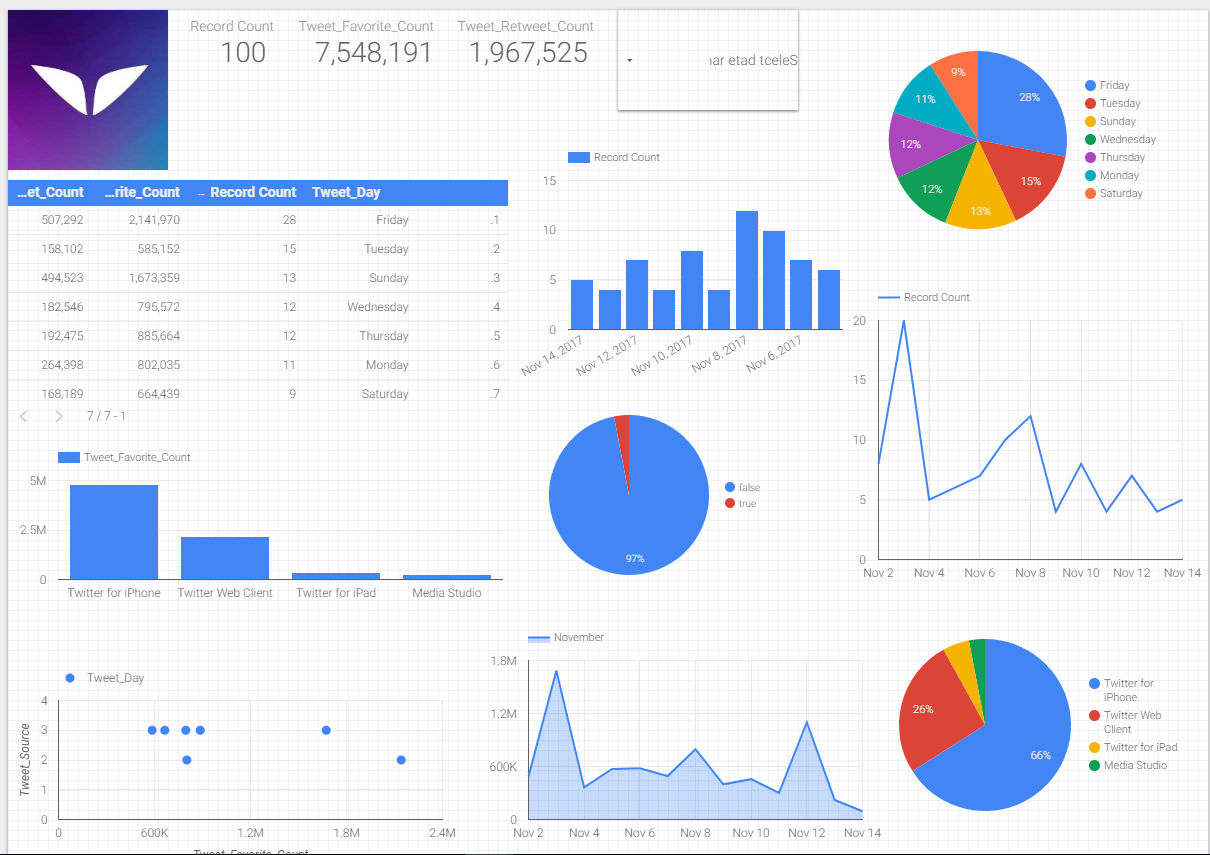 Record Count
100
Tweet_Favorite_Count
7,548,191
Tweet_Retweet_Count
1,967,525
Select date rar
...et_Count ...rite_Count – Record Count Tweet_Day
507,292 2,141,970 28 Friday .1
158,102 585,152 15 Tuesday .2
494,523 1,673,359 13 Sunday .3
182,546 795,572 12 Wednesday .4
192,475 885,664 12 Thursday .5
264,398 802,035 11 Monday .6
168,189 664,439 9 Saturday .7
7 / 7 - 1
Record Count
15
10
5
0
Nov 14, 2017 Nov 12, 2017 Nov 10, 2017 Nov 8, 2017 Nov 6, 2017
28%
15%
13%
12%
12%
11%
9%
Friday
Tuesday
Sunday
Wednesday
Thursday
Monday
Saturday
Record Count
20
15
10
5
0
Nov 2 Nov 4 Nov 6 Nov 8 Nov 10 Nov 12 Nov 14
Tweet_Favorite_Count
5M
2.5M
0
Twitter for iPhone Twitter Web Client Twitter for iPad Media Studio
97%
false
true
Tweet_Day
Tweet_Source
4
3
2
1
0
0 600K 1.2M 1.8M 2.4M
Tweet_Favorite_Count
November
1.8M
1.2M
600K
0
Nov 2 Nov 4 Nov 6 Nov 8 Nov 10 Nov 12 Nov 14
66%
26%
Twitter for
iPhone
Twitter Web
Client
Twitter for iPad
Media Studio